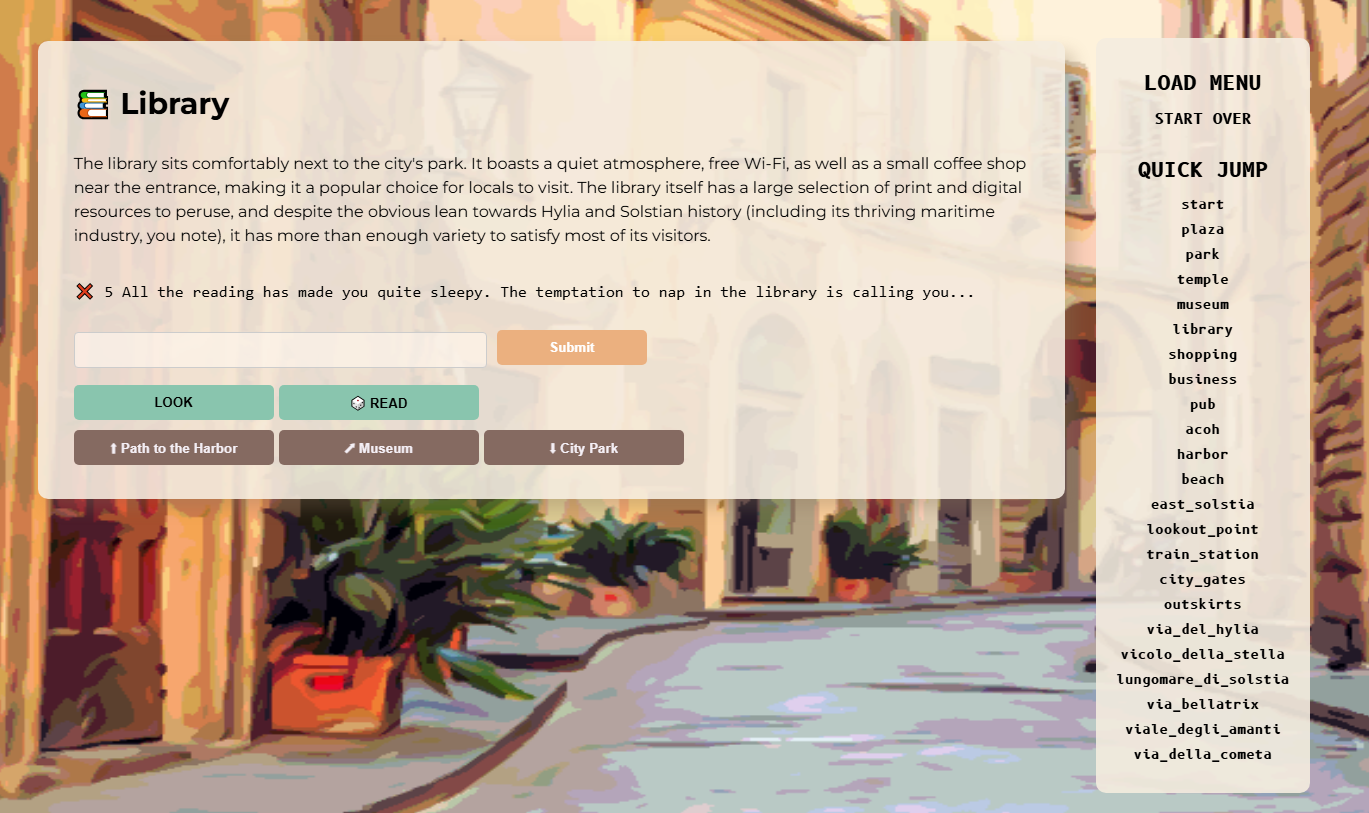 📚 Library
The library sits comfortably next to the city's park. It boasts a quiet atmosphere, free Wi-Fi, as well as a small coffee shop
near the entrance, making it a popular choice for locals to visit. The library itself has a large selection of print and digital
resources to peruse, and despite the obvious lean towards Hylia and Solstian history (including its thriving maritime
industry, you note), it has more than enough variety to satisfy most of its visitors.
❌ 5 All the reading has made you quite sleepy. The temptation to nap in the library is calling you...
Submit
LOOK
🎲 READ
⬆ Path to the Harbor
⬈ Museum
⬇ City Park
LOAD MENU
START OVER
QUICK JUMP
start
plaza
park
temple
museum
library
shopping
business
pub
acoh
harbor
beach
east_solstia
lookout_point
train_station
city_gates
outskirts
via_del_hylia
vicolo_della_stella
lungomare_di_solstia
via_bellatrix
viale_degli_amanti
via_della_cometa